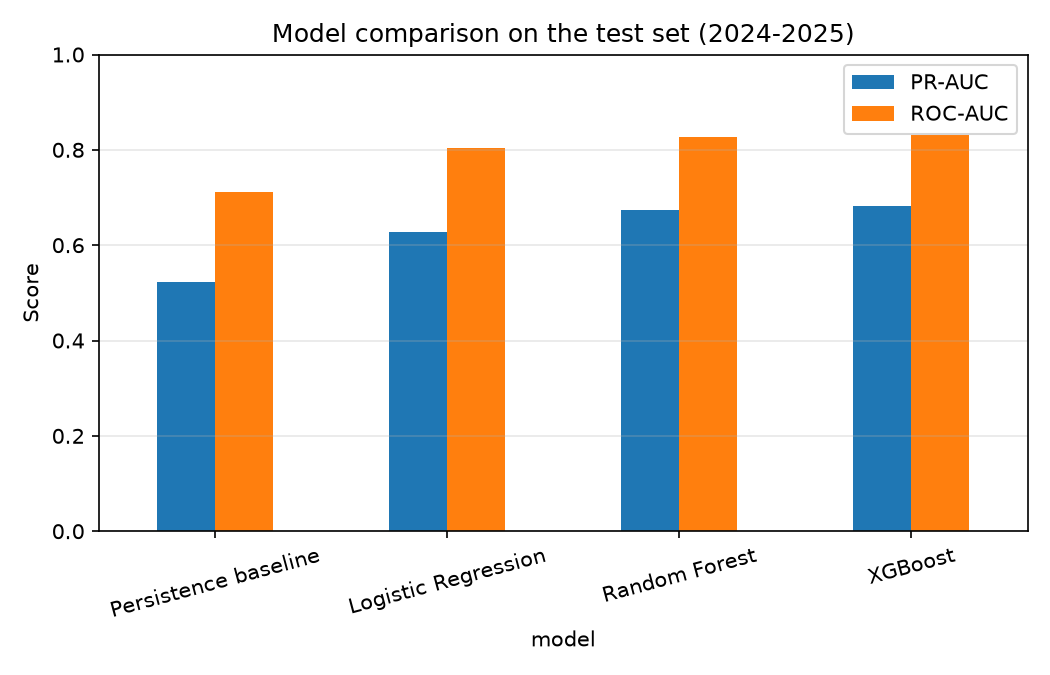 Model comparison on the test set (2024-2025)
PR-AUC
ROC-AUC
1.0
0.8
0.6
0.4
0.2
0.0
Score
Persistence baseline
Logistic Regression
Random Forest
XGBoost
model